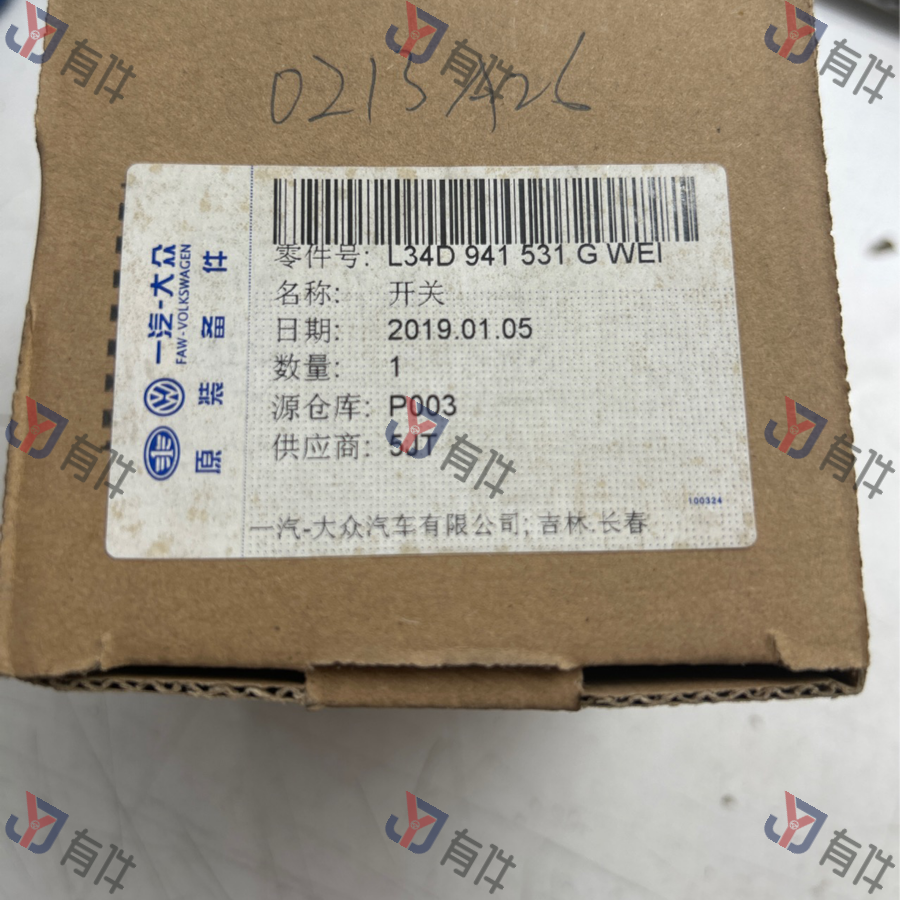 零件号: L34D 941 531 G WEI
名称: 开关
日期: 2019.01.05
数量: 1
源仓库: P003
供应商: 5JT
100324
一汽-大众汽车有限公司; 吉林.长春
一汽-大众
FAW-VOLKSWAGEN
原装备件
有件
有件
有件
有件
有件
有件
有件
有件
有件